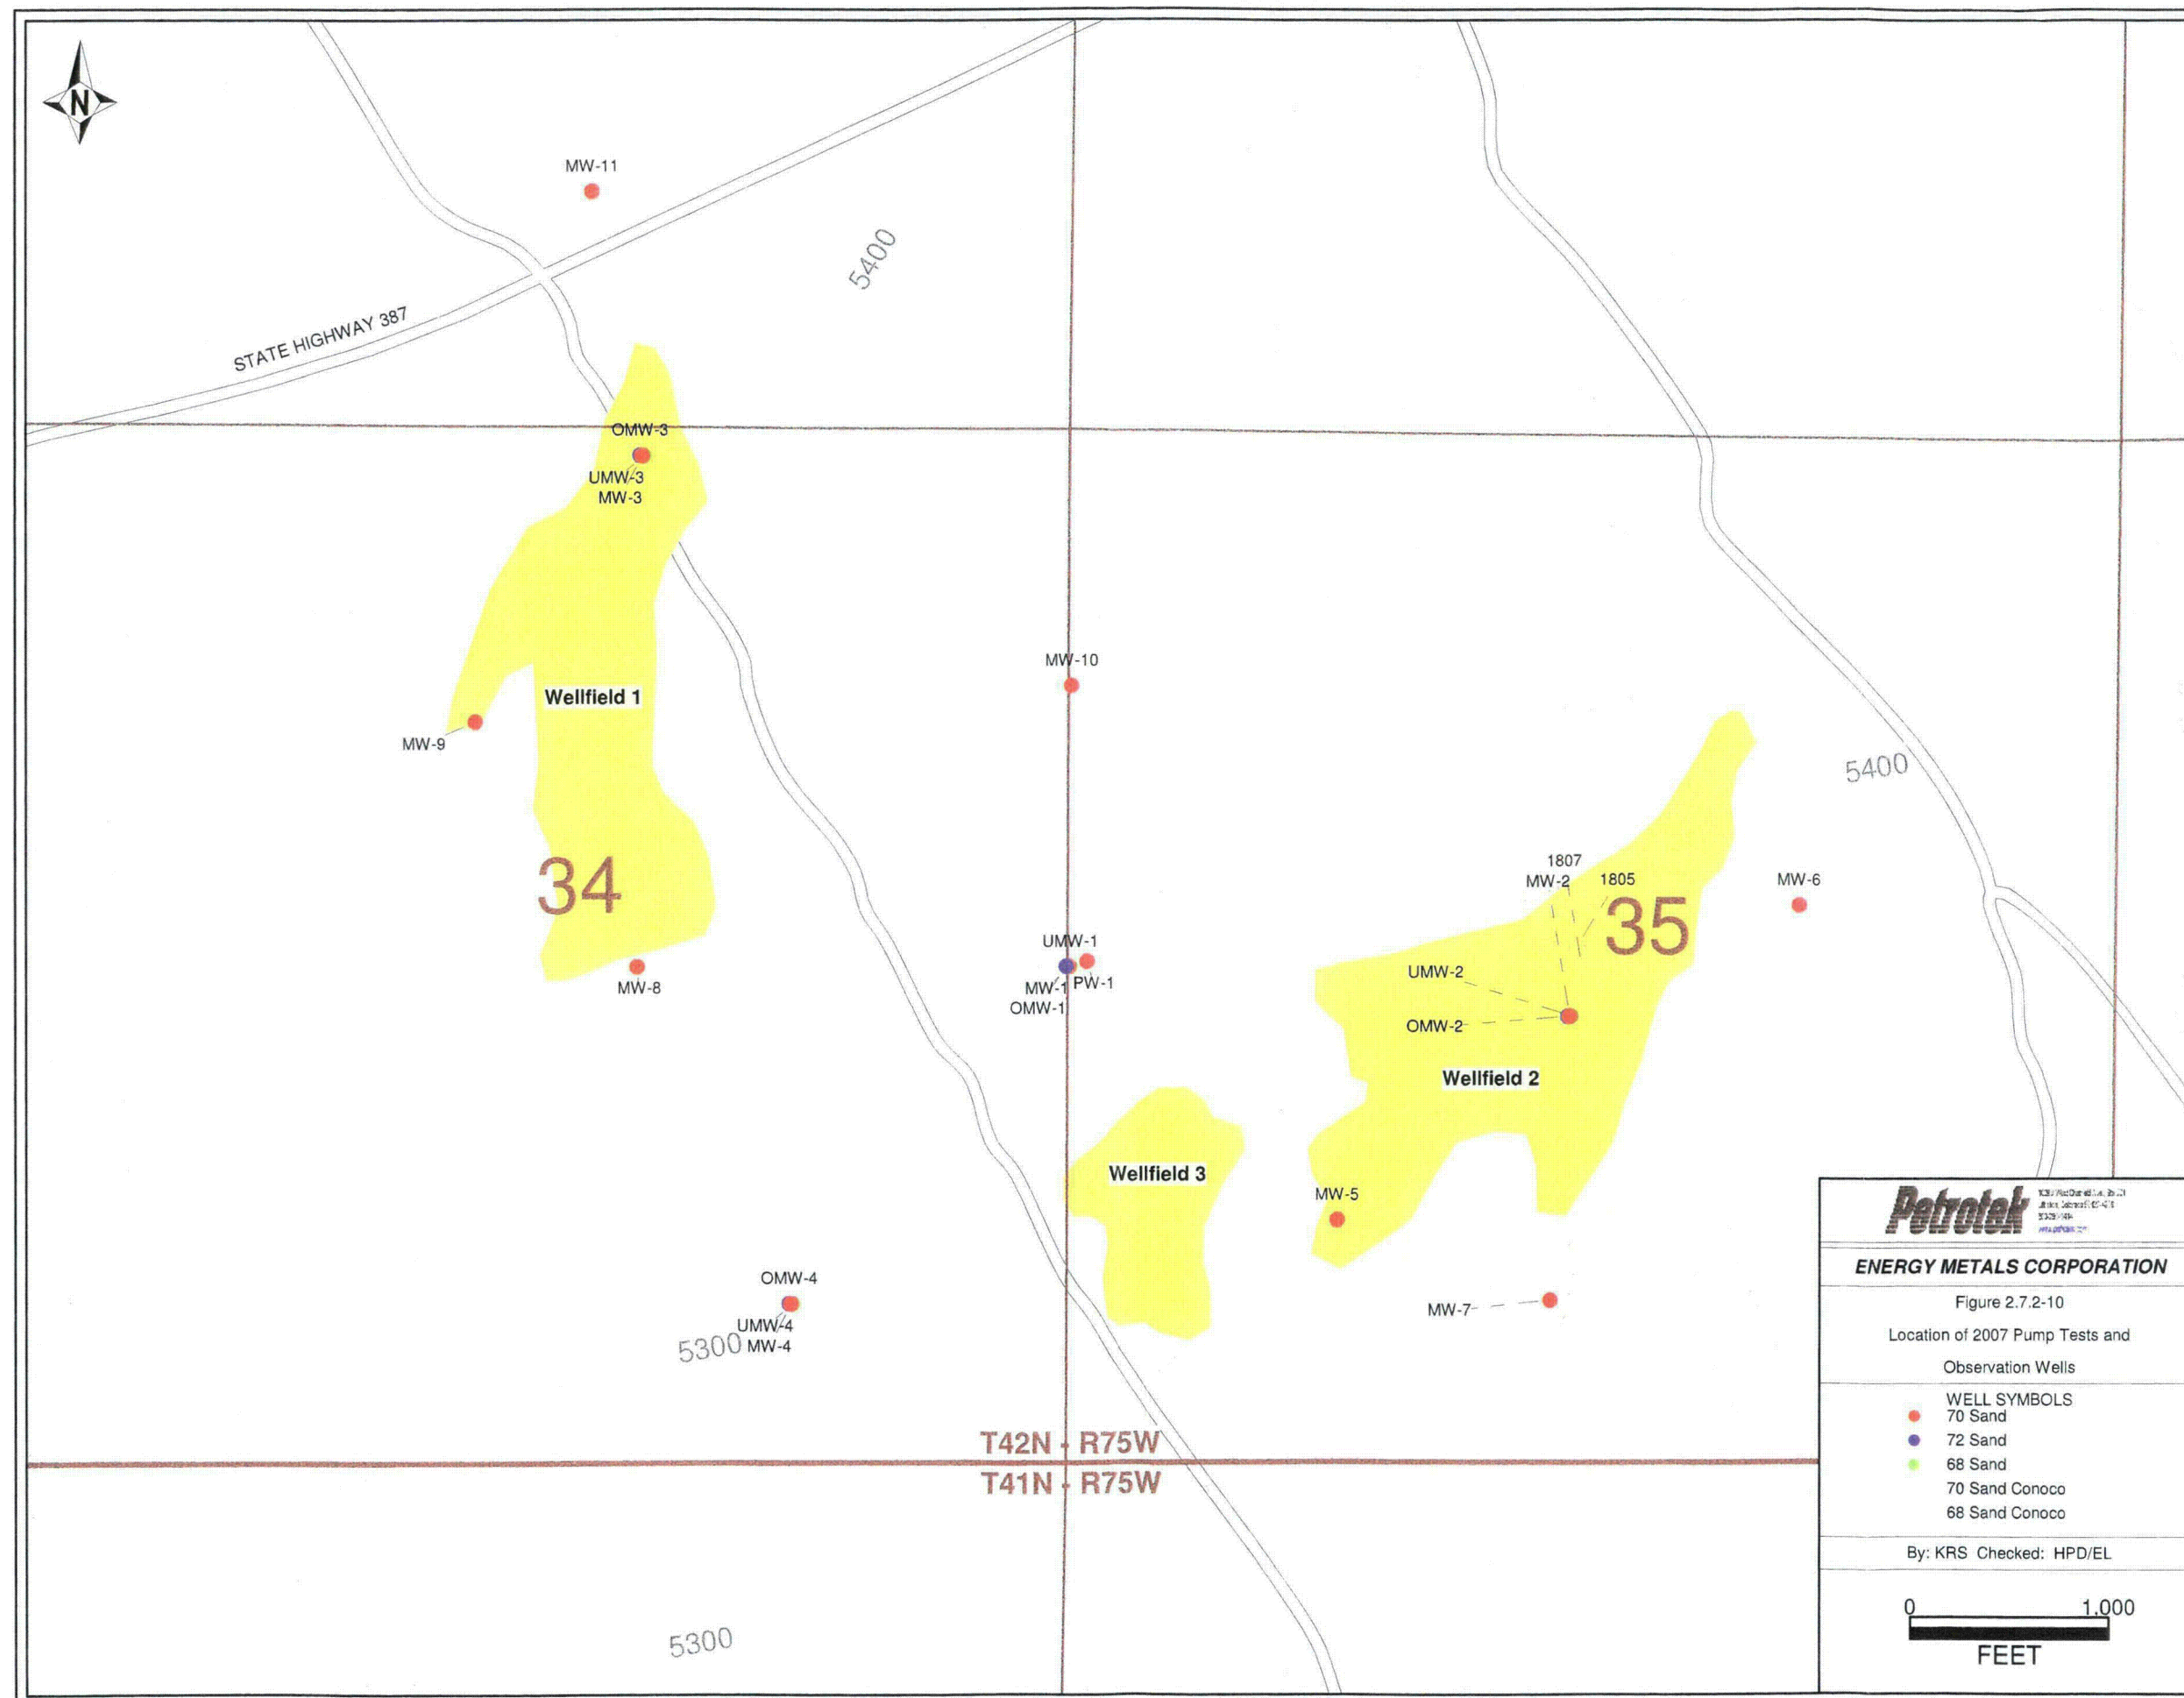 N
MW-11
5400
STATE HIGHWAY 387
OMW-3
UMW-3
MW-3
MW-10
Wellfield 1
MW-9
5400
34
1807
MW-2
1805
MW-6
35
UMW-1
MW-1
PW-1
OMW-1
MW-8
UMW-2
OMW-2
Wellfield 2
Wellfield 3
MW-5
OMW-4
UMW-4
5300
MW-4
MW-7
T42N - R75W
T41N - R75W
5300
Petrotek
ENERGY METALS CORPORATION
Figure 2.7.2-10
Location of 2007 Pump Tests and
Observation Wells
WELL SYMBOLS
70 Sand
72 Sand
68 Sand
70 Sand Conoco
68 Sand Conoco
By: KRS Checked: HPD/EL
0 1,000
FEET